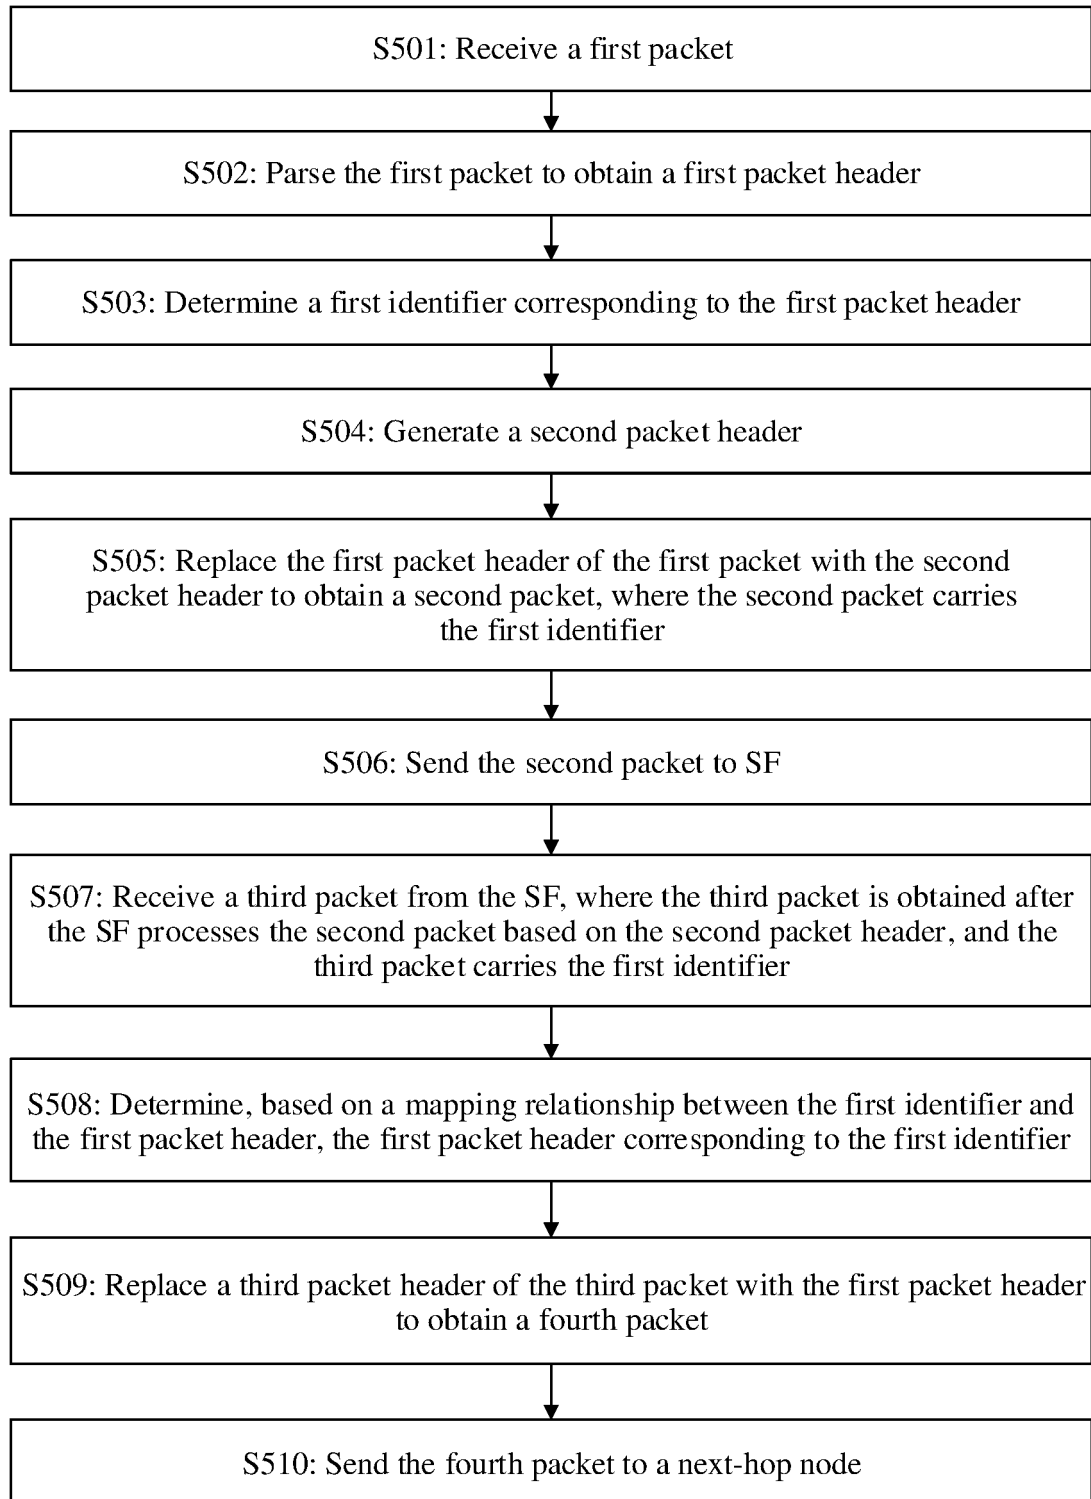 S501: Receive a first packet
S502: Parse the first packet to obtain a first packet header
S503: Determine a first identifier corresponding to the first packet header
S504: Generate a second packet header
S505: Replace the first packet header of the first packet with the second
packet header to obtain a second packet, where the second packet carries
the first identifier
S506: Send the second packet to SF
S507: Receive a third packet from the SF, where the third packet is obtained after
the SF processes the second packet based on the second packet header, and the
third packet carries the first identifier
S508: Determine, based on a mapping relationship between the first identifier and
the first packet header, the first packet header corresponding to the first identifier
S509: Replace a third packet header of the third packet with the first packet header
to obtain a fourth packet
S510: Send the fourth packet to a next-hop node